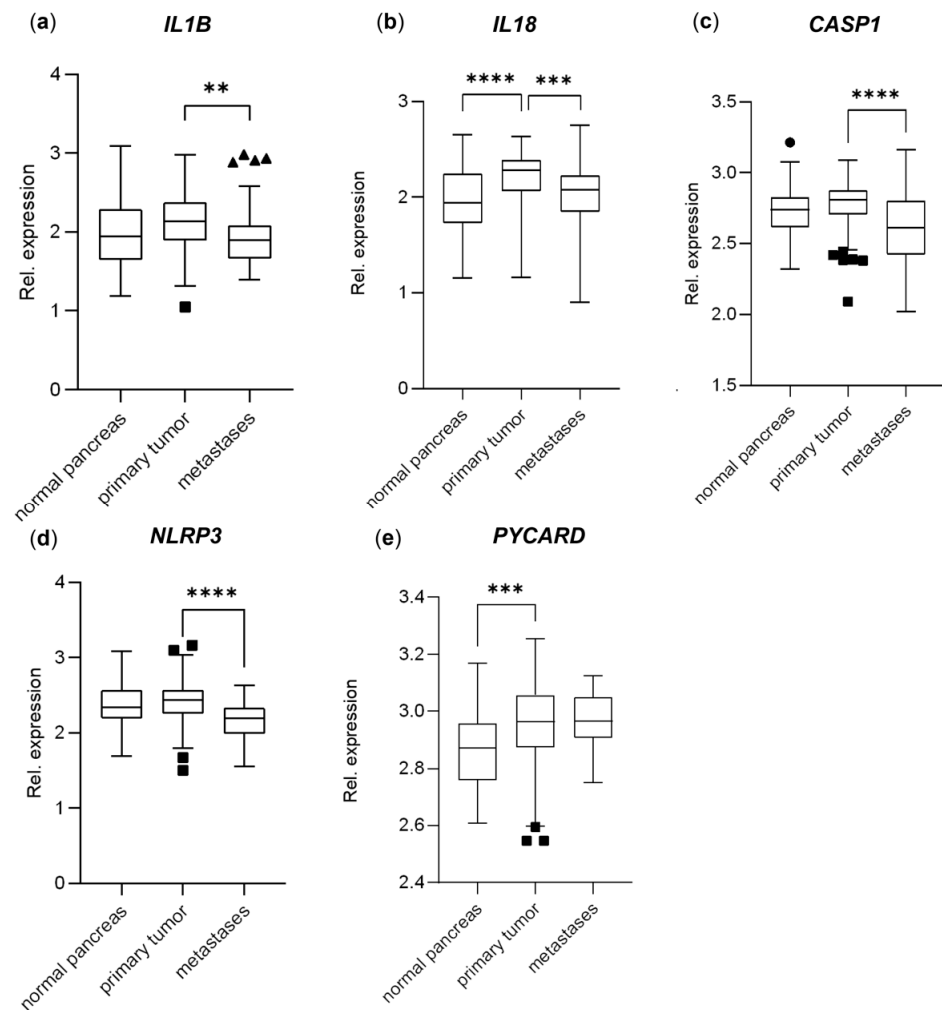 (a) IL1B
**
4
3
2
1
0
Rel. expression
normal pancreas
primary tumor
metastases
(b) IL18
**** ***
3
2
1
0
Rel. expression
normal pancreas
primary tumor
metastases
(c) CASP1
****
3.5
3.0
2.5
2.0
1.5
Rel. expression
normal pancreas
primary tumor
metastases
(d) NLRP3
****
4
3
2
1
0
Rel. expression
normal pancreas
primary tumor
metastases
(e) PYCARD
***
3.4
3.2
3.0
2.8
2.6
2.4
Rel. expression
normal pancreas
primary tumor
metastases